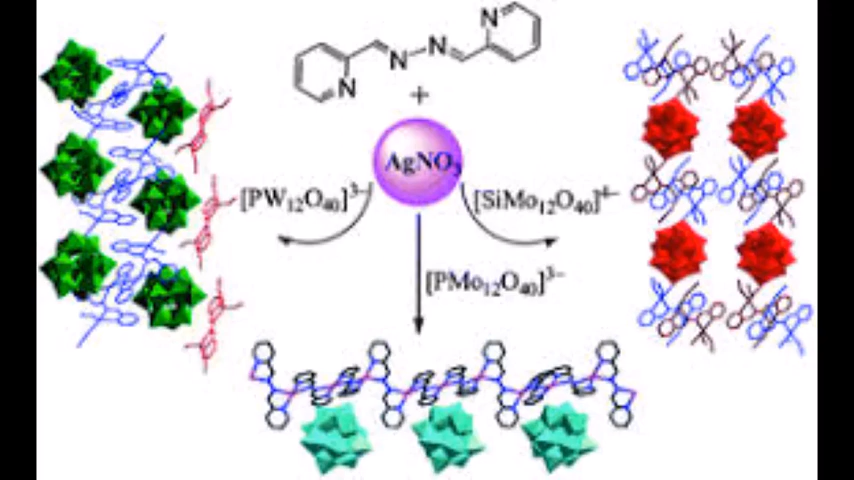 N
N
N
N
+
AgNO₃
[PW₁₂O₄₀]³⁻
[SiMo₁₂O₄₀]⁴⁻
[PMo₁₂O₄₀]³⁻